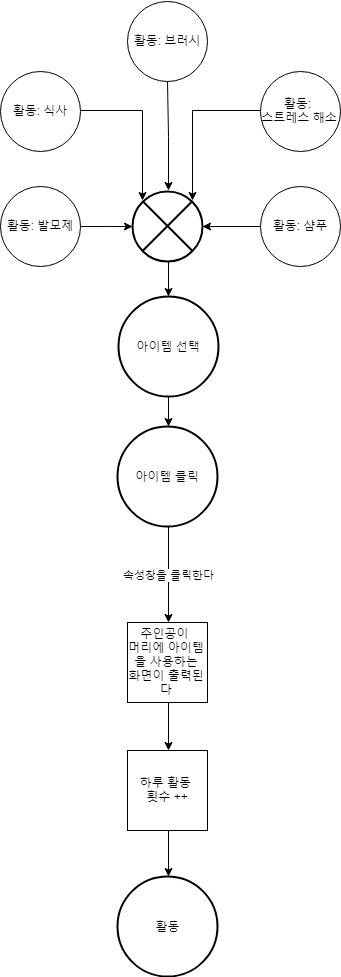 활동: 브러시
활동: 식사
활동:
스트레스 해소
활동: 발모제
활동: 샴푸
아이템 선택
아이템 클릭
속성창을 클릭한다
주인공이
머리에 아이템
을 사용하는
화면이 출력된
다
하루 활동
횟수 ++
활동